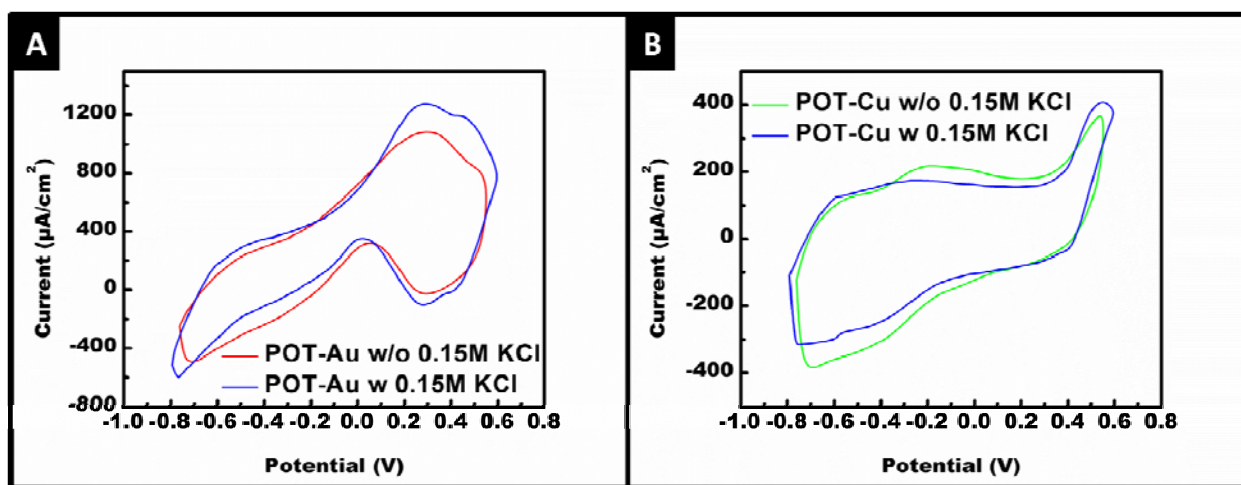 A
Current (µA/cm²)
1200
800
400
0
-400
-800
POT-Au w/o 0.15M KCl
POT-Au w 0.15M KCl
-1.0 -0.8 -0.6 -0.4 -0.2 0.0 0.2 0.4 0.6 0.8
Potential (V)
B
Current (µA/cm²)
400
200
0
-200
-400
POT-Cu w/o 0.15M KCl
POT-Cu w 0.15M KCl
-1.0 -0.8 -0.6 -0.4 -0.2 0.0 0.2 0.4 0.6 0.8
Potential (V)